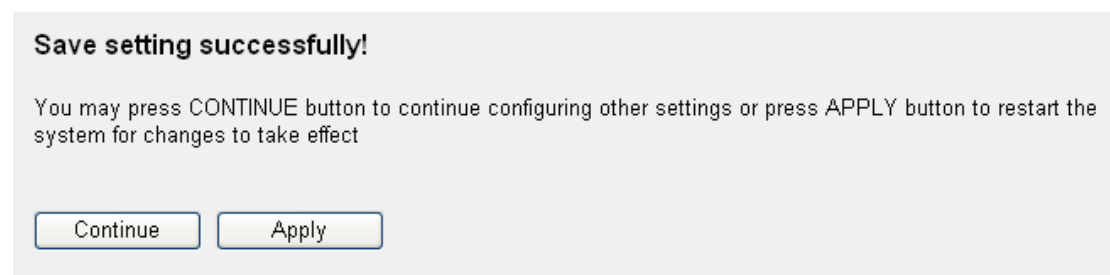 Save setting successfully!
You may press CONTINUE button to continue configuring other settings or press APPLY button to restart the
system for changes to take effect
Continue Apply